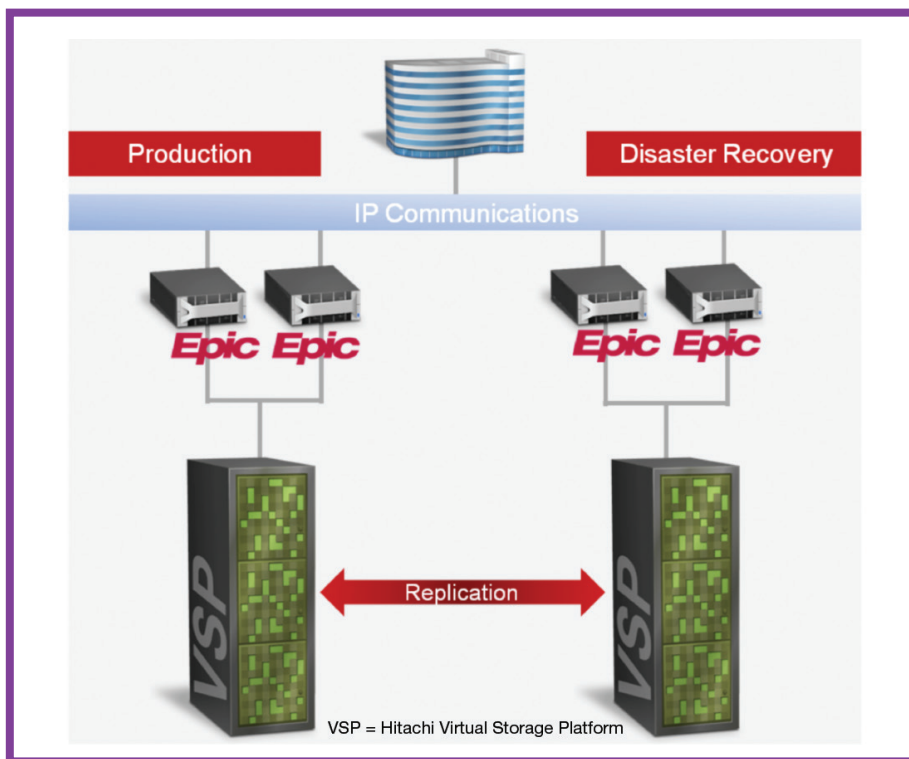 Production
Disaster Recovery
IP Communications
Epic Epic
Epic Epic
VSP
Replication
VSP
VSP = Hitachi Virtual Storage Platform